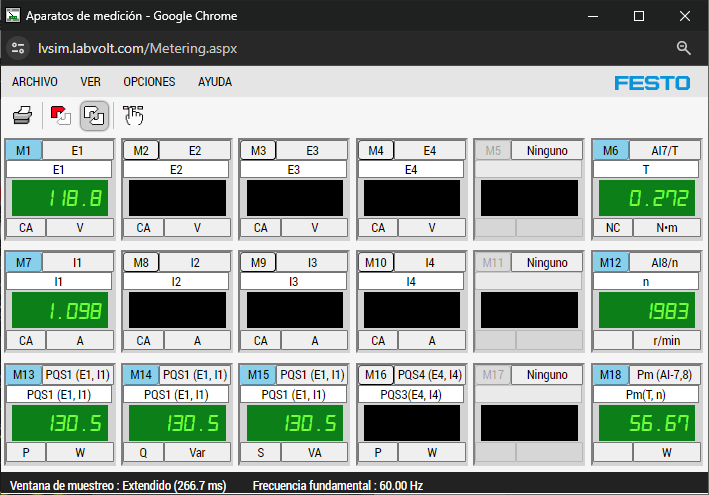 Aparatos de medición - Google Chrome
lvsim.labvolt.com/Metering.aspx
ARCHIVO VER OPCIONES AYUDA FESTO
M1 E1 M2 E2 M3 E3 M4 E4 M5 Ninguno M6 AI7/T
E1 E2 E3 E4 T
118.8 0.272
CA V CA V CA V CA V NC N•m
M7 I1 M8 I2 M9 I3 M10 I4 M11 Ninguno M12 AI8/n
I1 I2 I3 I4 n
1.098 1983
CA A CA A CA A CA A r/min
M13 PQS1 (E1, I1) M14 PQS1 (E1, I1) M15 PQS1 (E1, I1) M16 PQS4 (E4, I4) M17 Ninguno M18 Pm (AI-7,8)
PQS1 (E1, I1) PQS1 (E1, I1) PQS1 (E1, I1) PQS3(E4, I4) Pm(T, n)
130.5 130.5 130.5 56.67
P W Q Var S VA P W W
Ventana de muestreo : Extendido (266.7 ms) Frecuencia fundamental : 60.00 Hz